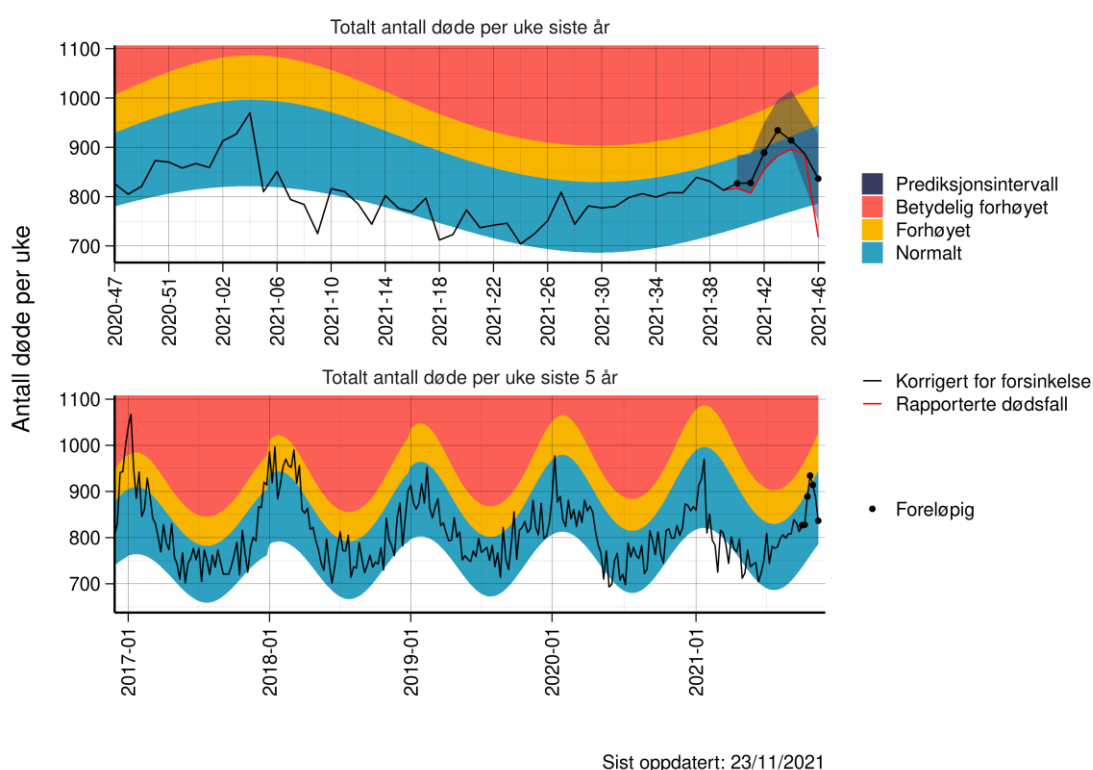 Totalt antall døde per uke siste år
1100
1000
900
800
700
2020-47
2020-51
2021-02
2021-06
2021-10
2021-14
2021-18
2021-22
2021-26
2021-30
2021-34
2021-38
2021-42
2021-46
Antall døde per uke
Totalt antall døde per uke siste 5 år
1100
1000
900
800
700
2017-01
2018-01
2019-01
2020-01
2021-01
Prediksjonsintervall
Betydelig forhøyet
Forhøyet
Normalt
Korrigert for forsinkelse
Rapporterte dødsfall
Foreløpig
Sist oppdatert: 23/11/2021